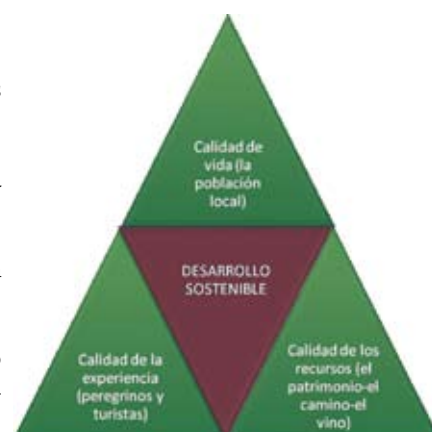 Calidad de
vida (la
población
local)
DESARROLLO
SOSTENIBLE
Calidad de la
experiencia
(peregrinos y
turistas)
Calidad de los
recursos (el
patrimonio-el
camino-el
vino)